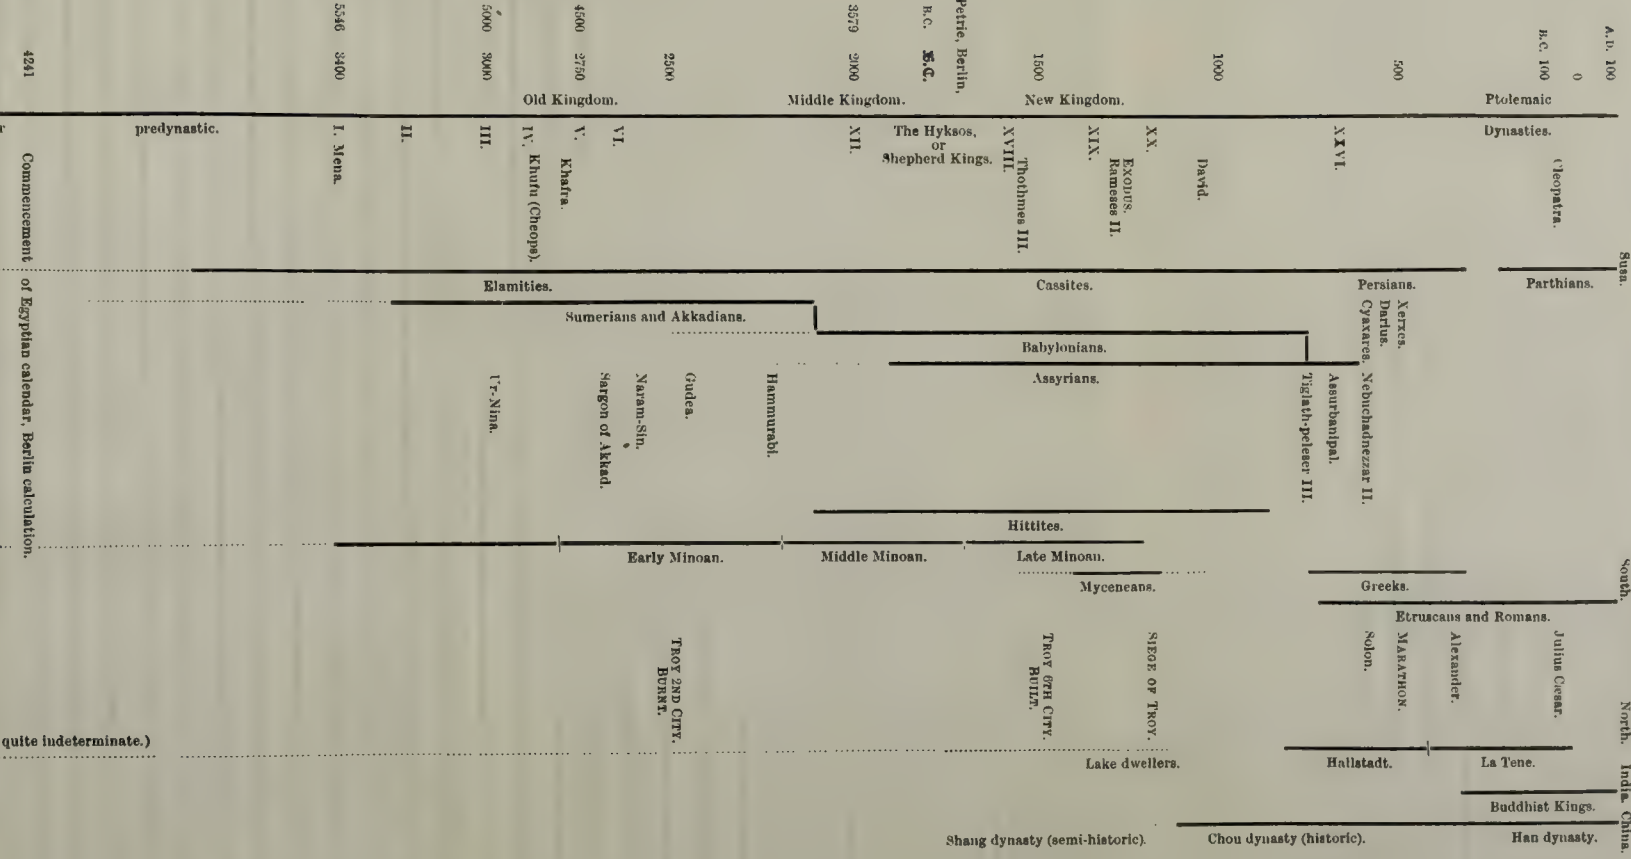 5546
3400
5000
3000
4500
2750
2500
3579
2000
B.C.
B.C.
Petrie, Berlin,
1500
1000
500
B.C. 100
0
A.D. 100
4241
Old Kingdom.
Middle Kingdom.
New Kingdom.
Ptolemaic
r
predynastic.
I. Mena.
II.
III.
IV. Khufu (Cheops).
V. Khafra.
VI.
XII.
The Hyksos,
or
Shepherd Kings.
XVIII.
Thothmes III.
XIX.
Rameses II.
EXODUS.
XX.
David.
XXVI.
Dynasties.
Cleopatra.
Commencement of Egyptian calendar, Berlin calculation.
Susa.
Elamities.
Cassites.
Persians.
Parthians.
Sumerians and Akkadians.
Cyaxares.
Darius.
Xerxes.
Babylonians.
Assyrians.
Ur-Nina.
Sargon of Akkad.
Naram-Sin.
Gudea.
Hammurabi.
Tiglath-peleser III.
Assurbanipal.
Nebuchadnezzar II.
Hittites.
Early Minoan.
Middle Minoan.
Late Minoan.
South.
Myceneans.
Greeks.
Etruscans and Romans.
TROY 2ND CITY.
BURNT.
TROY 6TH CITY.
BUILT.
SIEGE OF TROY.
Solon.
MARATHON.
Alexander.
Julius Cæsar.
North.
quite indeterminate.)
Lake dwellers.
Hallstadt.
La Tene.
India.
Buddhist Kings.
China.
Shang dynasty (semi-historic).
Chou dynasty (historic).
Han dynasty.